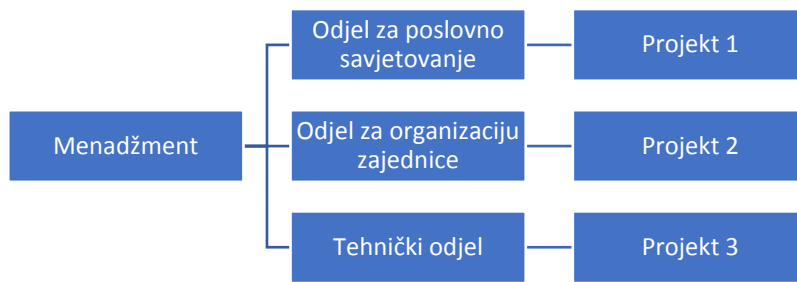 Menadžment
Odjel za poslovno
savjetovanje
Projekt 1
Odjel za organizaciju
zajednice
Projekt 2
Tehnički odjel
Projekt 3